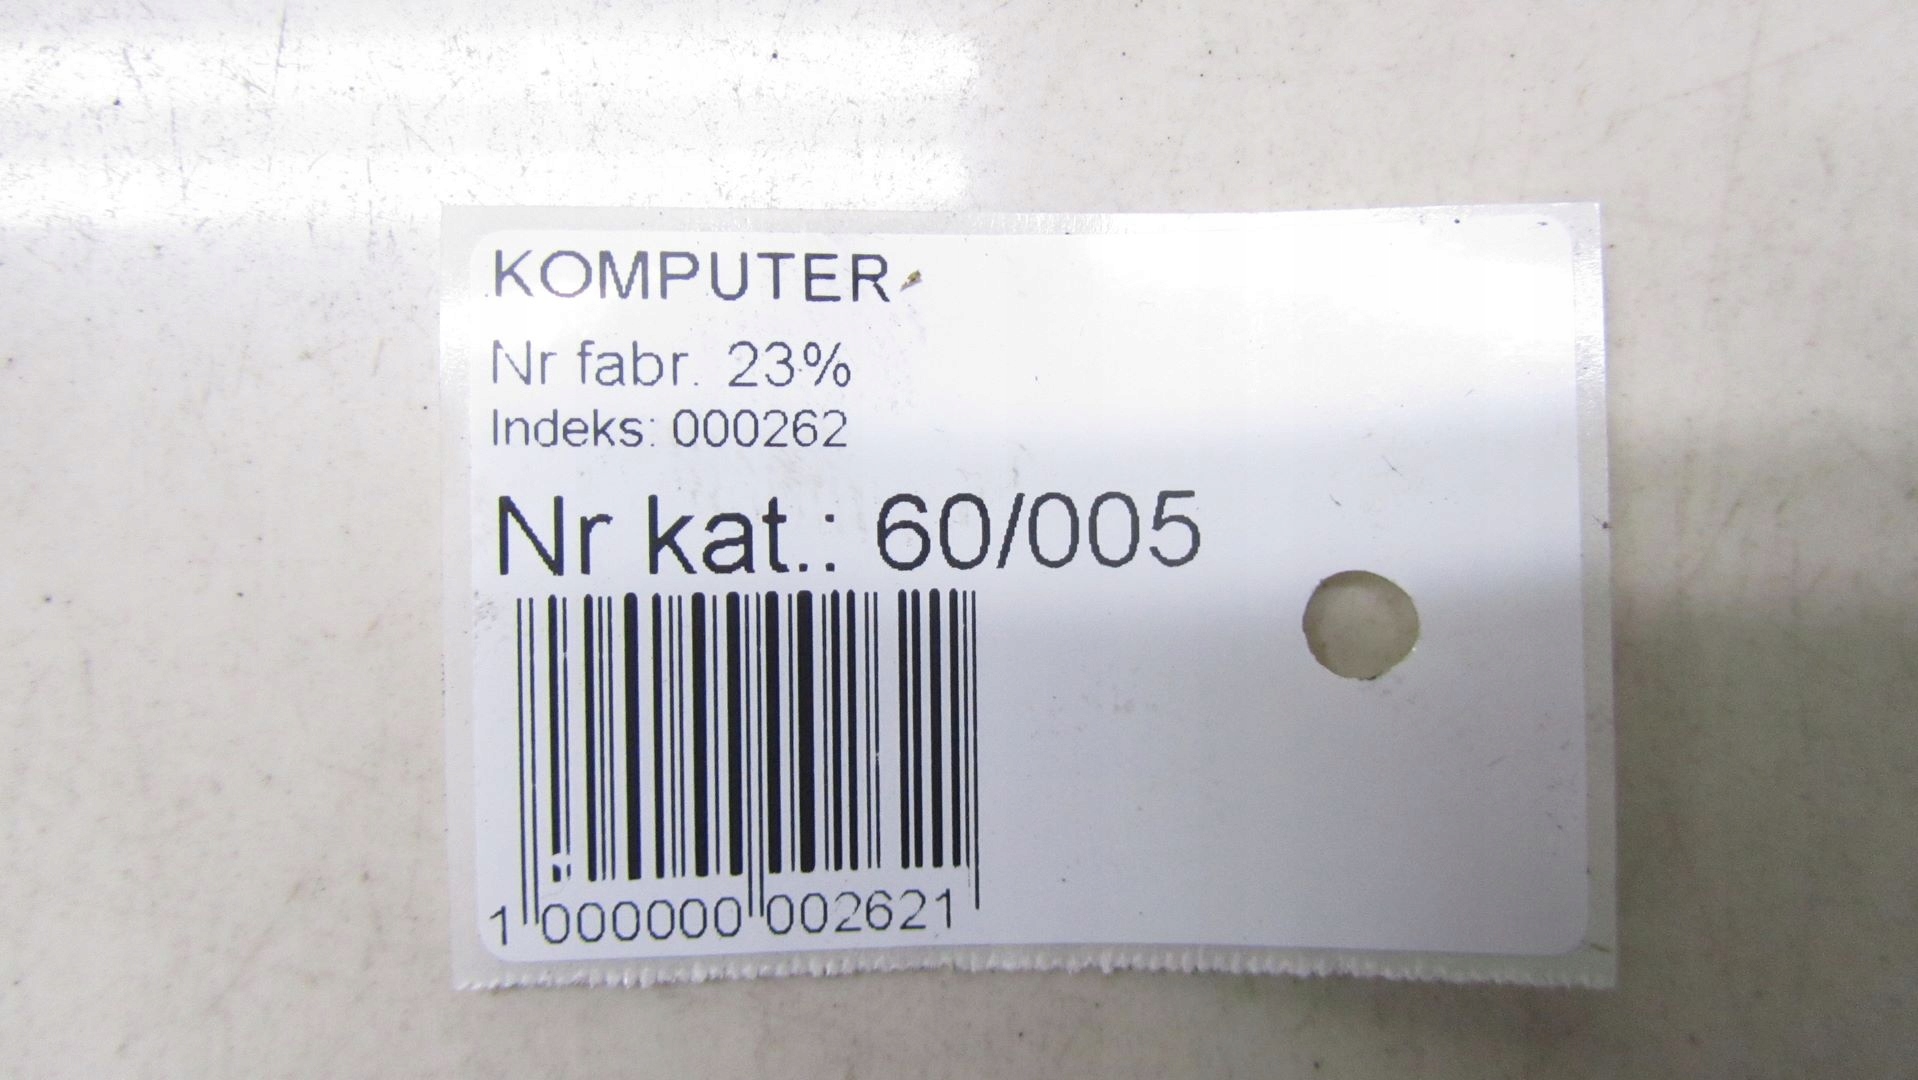 KOMPUTER
Nr fabr. 23%
Indeks: 000262
Nr kat.: 60/005
1 000000 002621